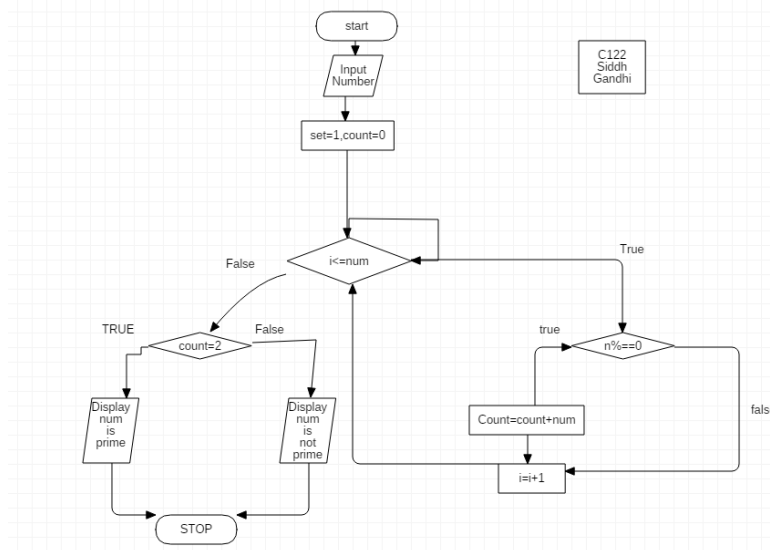 start
C122
Siddh
Gandhi
Input
Number
set=1,count=0
i<=num
False
True
TRUE
count=2
False
true
n%==0
Display
num
is
prime
Display
num
is
not
prime
Count=count+num
fals
i=i+1
STOP